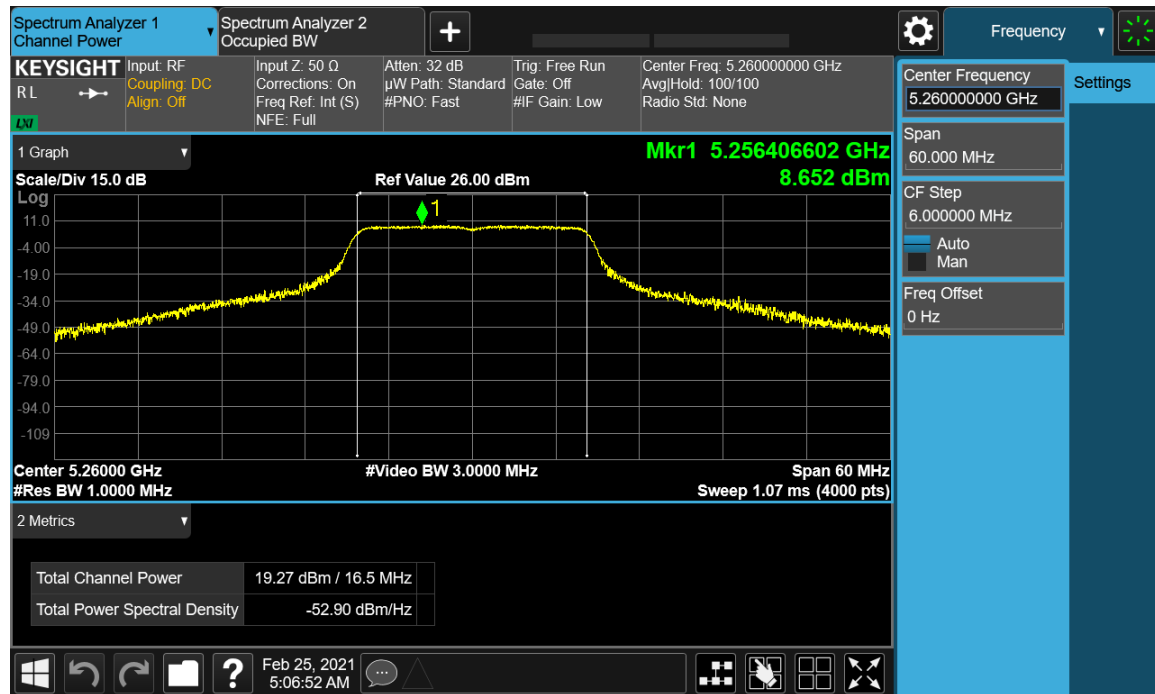 Spectrum Analyzer 1
Channel Power
Spectrum Analyzer 2
Occupied BW
Frequency
KEYSIGHT
R L
LXI
Input: RF
Coupling: DC
Align: Off
Input Z: 50 Ω
Corrections: On
Freq Ref: Int (S)
NFE: Full
Atten: 32 dB
µW Path: Standard
#PNO: Fast
Trig: Free Run
Gate: Off
#IF Gain: Low
Center Freq: 5.260000000 GHz
Avg|Hold: 100/100
Radio Std: None
Center Frequency
5.260000000 GHz
Settings
Span
60.000 MHz
CF Step
6.000000 MHz
Auto
Man
Freq Offset
0 Hz
1 Graph
Mkr1 5.256406602 GHz
8.652 dBm
Scale/Div 15.0 dB
Ref Value 26.00 dBm
Log
1
11.0
-4.00
-19.0
-34.0
-49.0
-64.0
-79.0
-94.0
-109
Center 5.26000 GHz
#Video BW 3.0000 MHz
Span 60 MHz
#Res BW 1.0000 MHz
Sweep 1.07 ms (4000 pts)
2 Metrics
Total Channel Power 19.27 dBm / 16.5 MHz
Total Power Spectral Density -52.90 dBm/Hz
?
Feb 25, 2021
5:06:52 AM